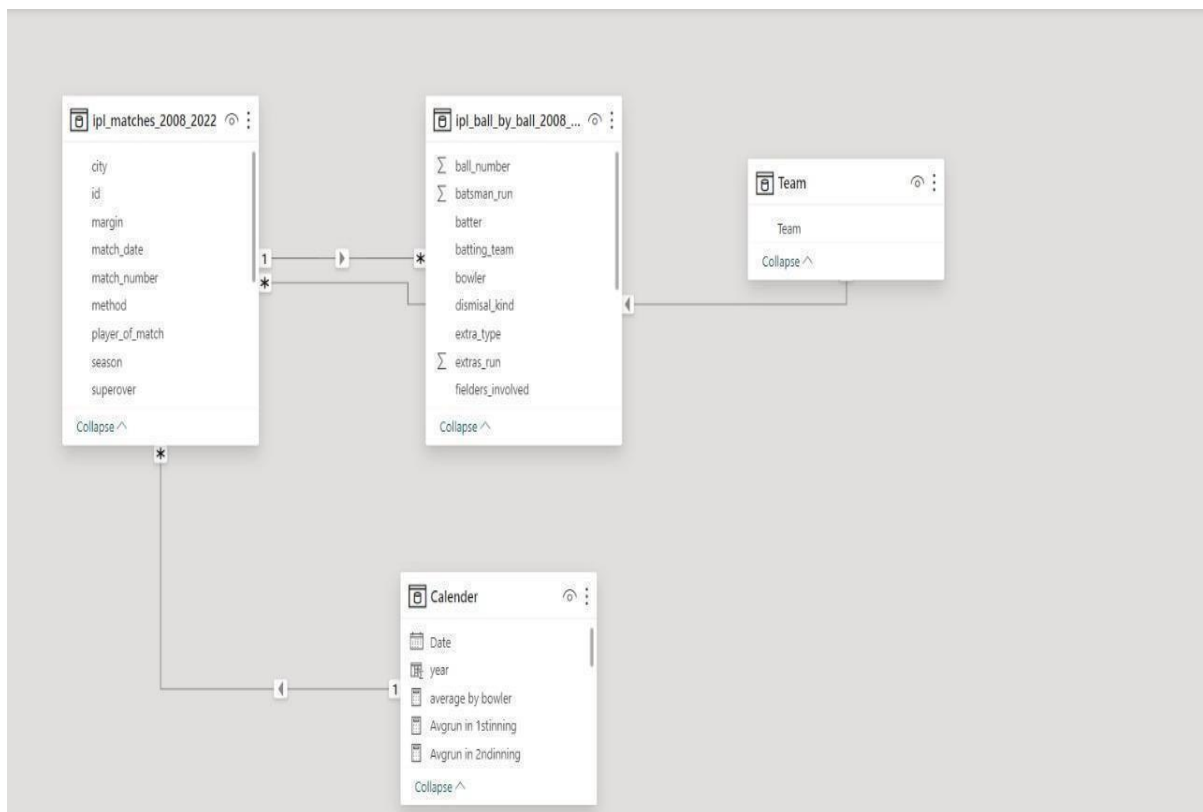 ipl_matches_2008_2022
city
id
margin
match_date
match_number
method
player_of_match
season
superover
Collapse
1
*
*
*
ipl_ball_by_ball_2008_...
Σ ball_number
Σ batsman_run
batter
batting_team
bowler
dismisal_kind
extra_type
Σ extras_run
fielders_involved
Collapse
Team
Team
Collapse
*
1
Calender
Date
year
average by bowler
Avgrun in 1stinning
Avgrun in 2ndinning
Collapse